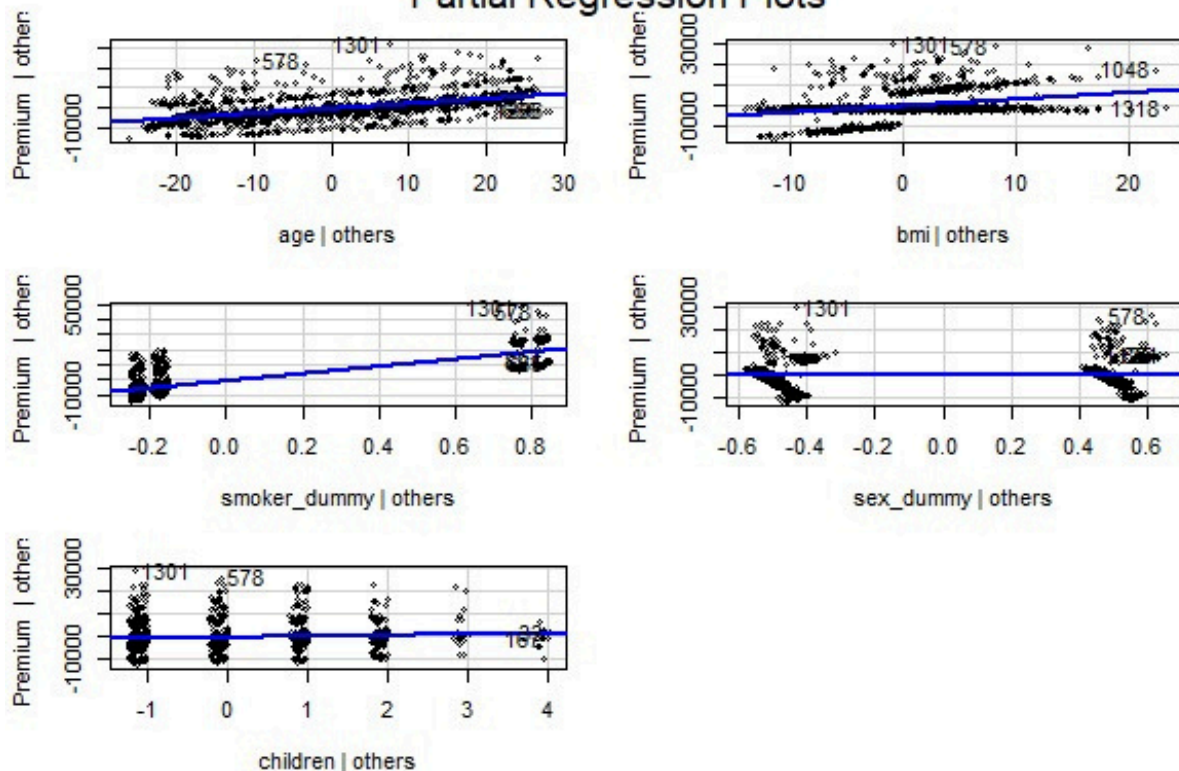 Partial Regression Plots
Premium | other
-10000
1301
578
-20 -10 0 10 20 30
age | others
Premium | other
-10000 30000
1301
578
1048
1318
-10 0 10 20
bmi | others
Premium | other
-10000 50000
578
-0.2 0.0 0.2 0.4 0.6 0.8
smoker_dummy | others
Premium | other
-10000 30000
1301
578
-0.6 -0.4 -0.2 0.0 0.2 0.4 0.6
sex_dummy | others
Premium | other
-10000 30000
1301
578
-1 0 1 2 3 4
children | others